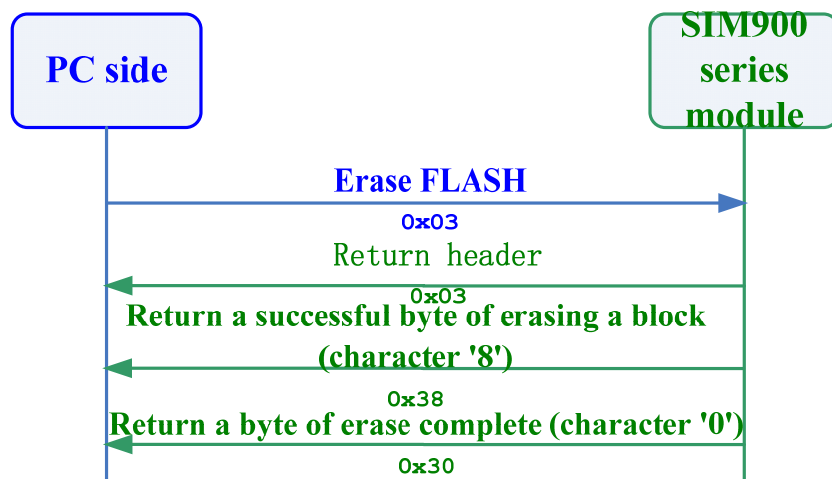 PC side
SIM900
series
module
Erase FLASH
0x03
Return header
0x03
Return a successful byte of erasing a block
(character '8')
0x38
Return a byte of erase complete (character '0')
0x30